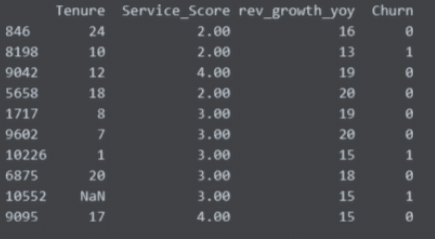 Tenure Service_Score rev_growth_yoy Churn
846 24 2.00 16 0
8198 10 2.00 13 1
9042 12 4.00 19 0
5658 18 2.00 20 0
1717 8 3.00 19 0
9602 7 3.00 20 0
10226 1 3.00 15 1
6875 20 3.00 18 0
10552 NaN 3.00 15 1
9095 17 4.00 15 0